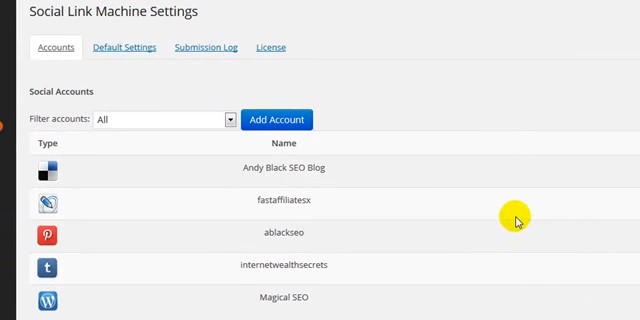 Social Link Machine Settings
Accounts Default Settings Submission Log License
Social Accounts
Filter accounts: All Add Account
Type Name
Andy Black SEO Blog
fastaffiliatesx
ablackseo
internetwealthsecrets
Magical SEO